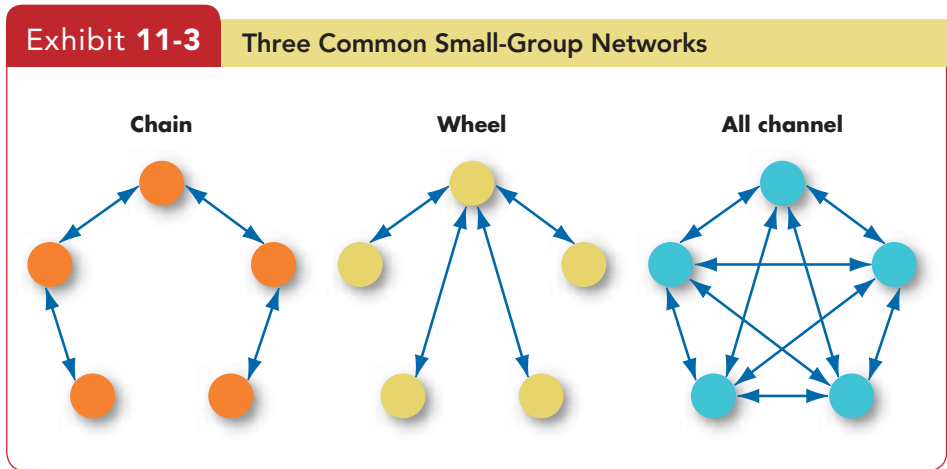 Exhibit 11-3 Three Common Small-Group Networks
Chain Wheel All channel